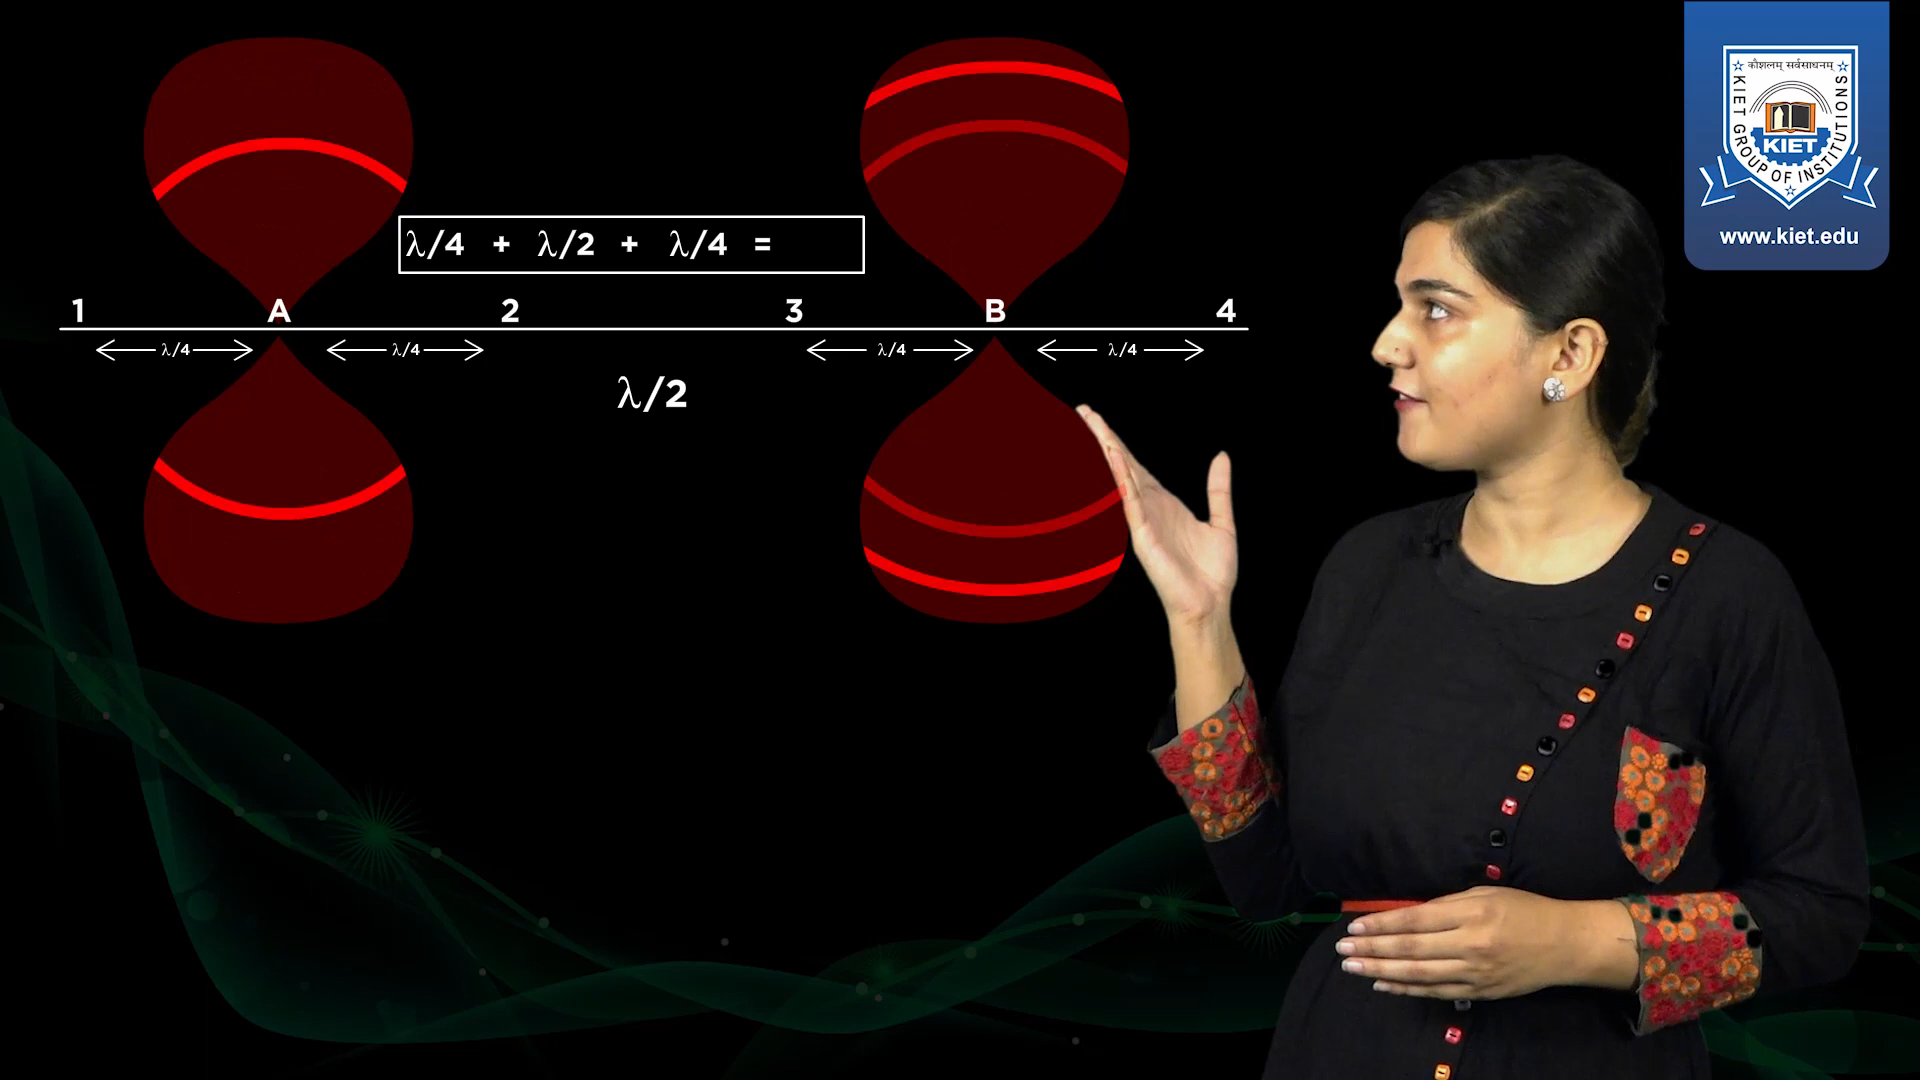 λ/4 + λ/2 + λ/4 =
1 A 2 3 B 4
λ/4 λ/4 λ/4 λ/4
λ/2
कौशलम् सर्वसाधनम्
KIET GROUP OF INSTITUTIONS
KIET
www.kiet.edu